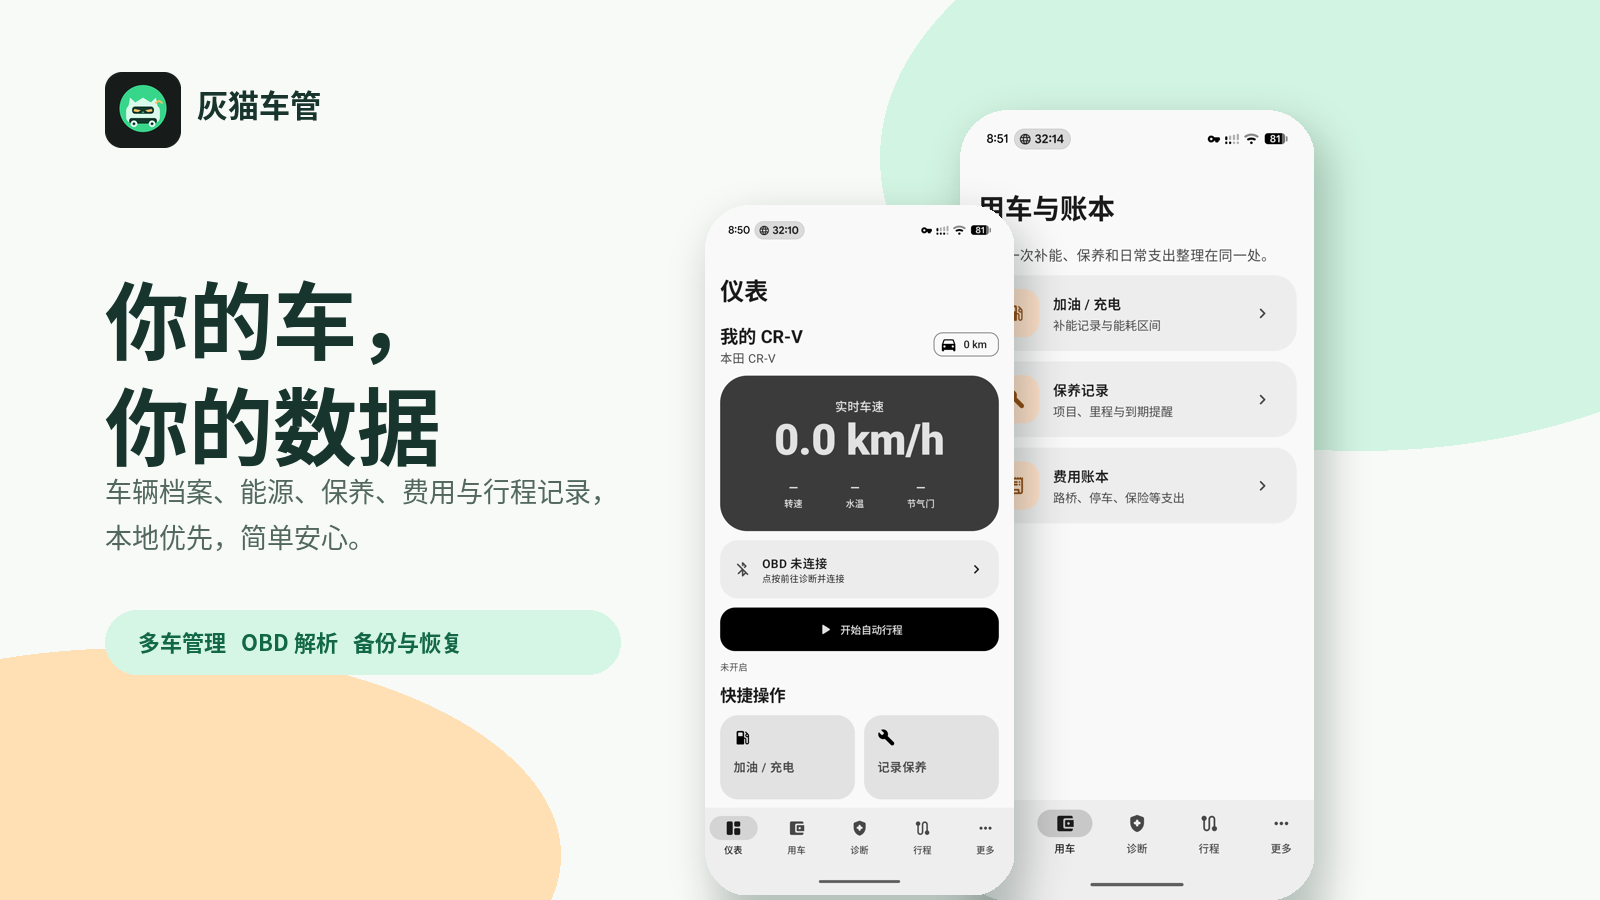 灰猫车管
你的车，
你的数据
车辆档案、能源、保养、费用与行程记录，
本地优先，简单安心。
多车管理 OBD 解析 备份与恢复
8:50 32:10 81
仪表
我的 CR-V
本田 CR-V
0 km
实时车速
0.0 km/h
– – –
转速 水温 节气门
OBD 未连接
点按前往诊断并连接
开始自动行程
未开启
快捷操作
加油 / 充电 记录保养
仪表 用车 诊断 行程 更多
8:51 32:14 81
用车与账本
一次补能、保养和日常支出整理在同一处。
加油 / 充电
补能记录与能耗区间
保养记录
项目、里程与到期提醒
费用账本
路桥、停车、保险等支出
用车 诊断 行程 更多